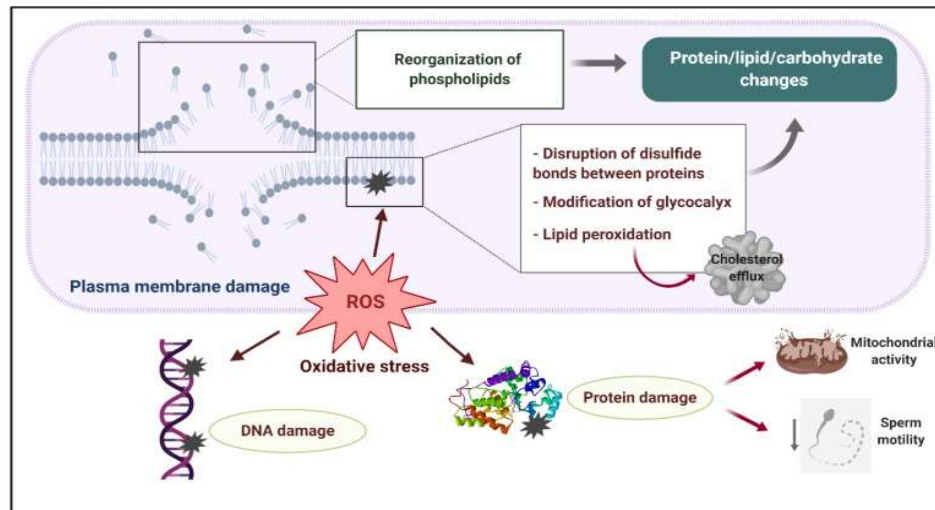 Reorganization of
phospholipids
Protein/lipid/carbohydrate
changes
- Disruption of disulfide
bonds between proteins
- Modification of glycocalyx
- Lipid peroxidation
Cholesterol
efflux
Plasma membrane damage
ROS
Oxidative stress
DNA damage
Protein damage
Mitochondrial
activity
Sperm
motility